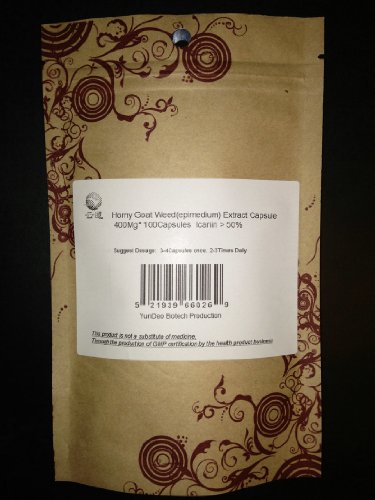 Horny Goat Weed(epimedium) Extract Capsule
400Mg* 100Capsules Icariin > 50%
Suggest Dosage: 3-4Capsules once, 2-3Times Daily
5 21939 66026 9
YunDao Botech Production
This product is not a substitute of medicine,
Through the production of GMP certification by the health product business